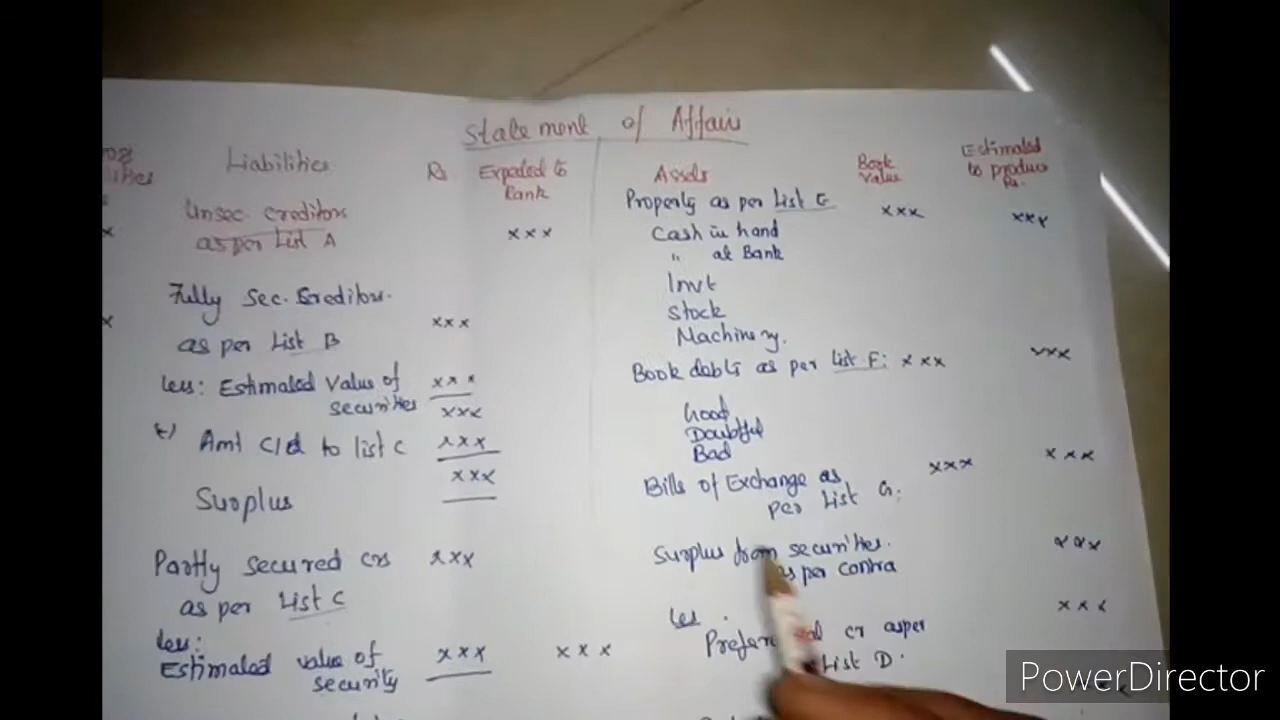 Statement of Affair
Liabilities
Rs
Expected to
Rank
Unsec. Creditors
as per List A
xxx
Fully Sec. Creditors.
as per List B
xxx
Less: Estimated Value of
securities
xxx
xxx
Amt C/d to list C
xxx
xxx
Surplus
Partly secured crs
xxx
as per List C
Less:
Estimated value of
security
xxx
xxx
Assets
Book
Value
Estimated
to produce
Rs.
Property as per List E
xxx
xxx
Cash in hand
" at Bank
Invt
Stock
Machinery.
Book debts as per List F: xxx
xxx
Good
Doubtful
Bad
Bills of Exchange as
per List G:
xxx
xxx
Surplus from securities.
as per contra
xxx
xxx
Les
cr as per
List D.
PowerDirector